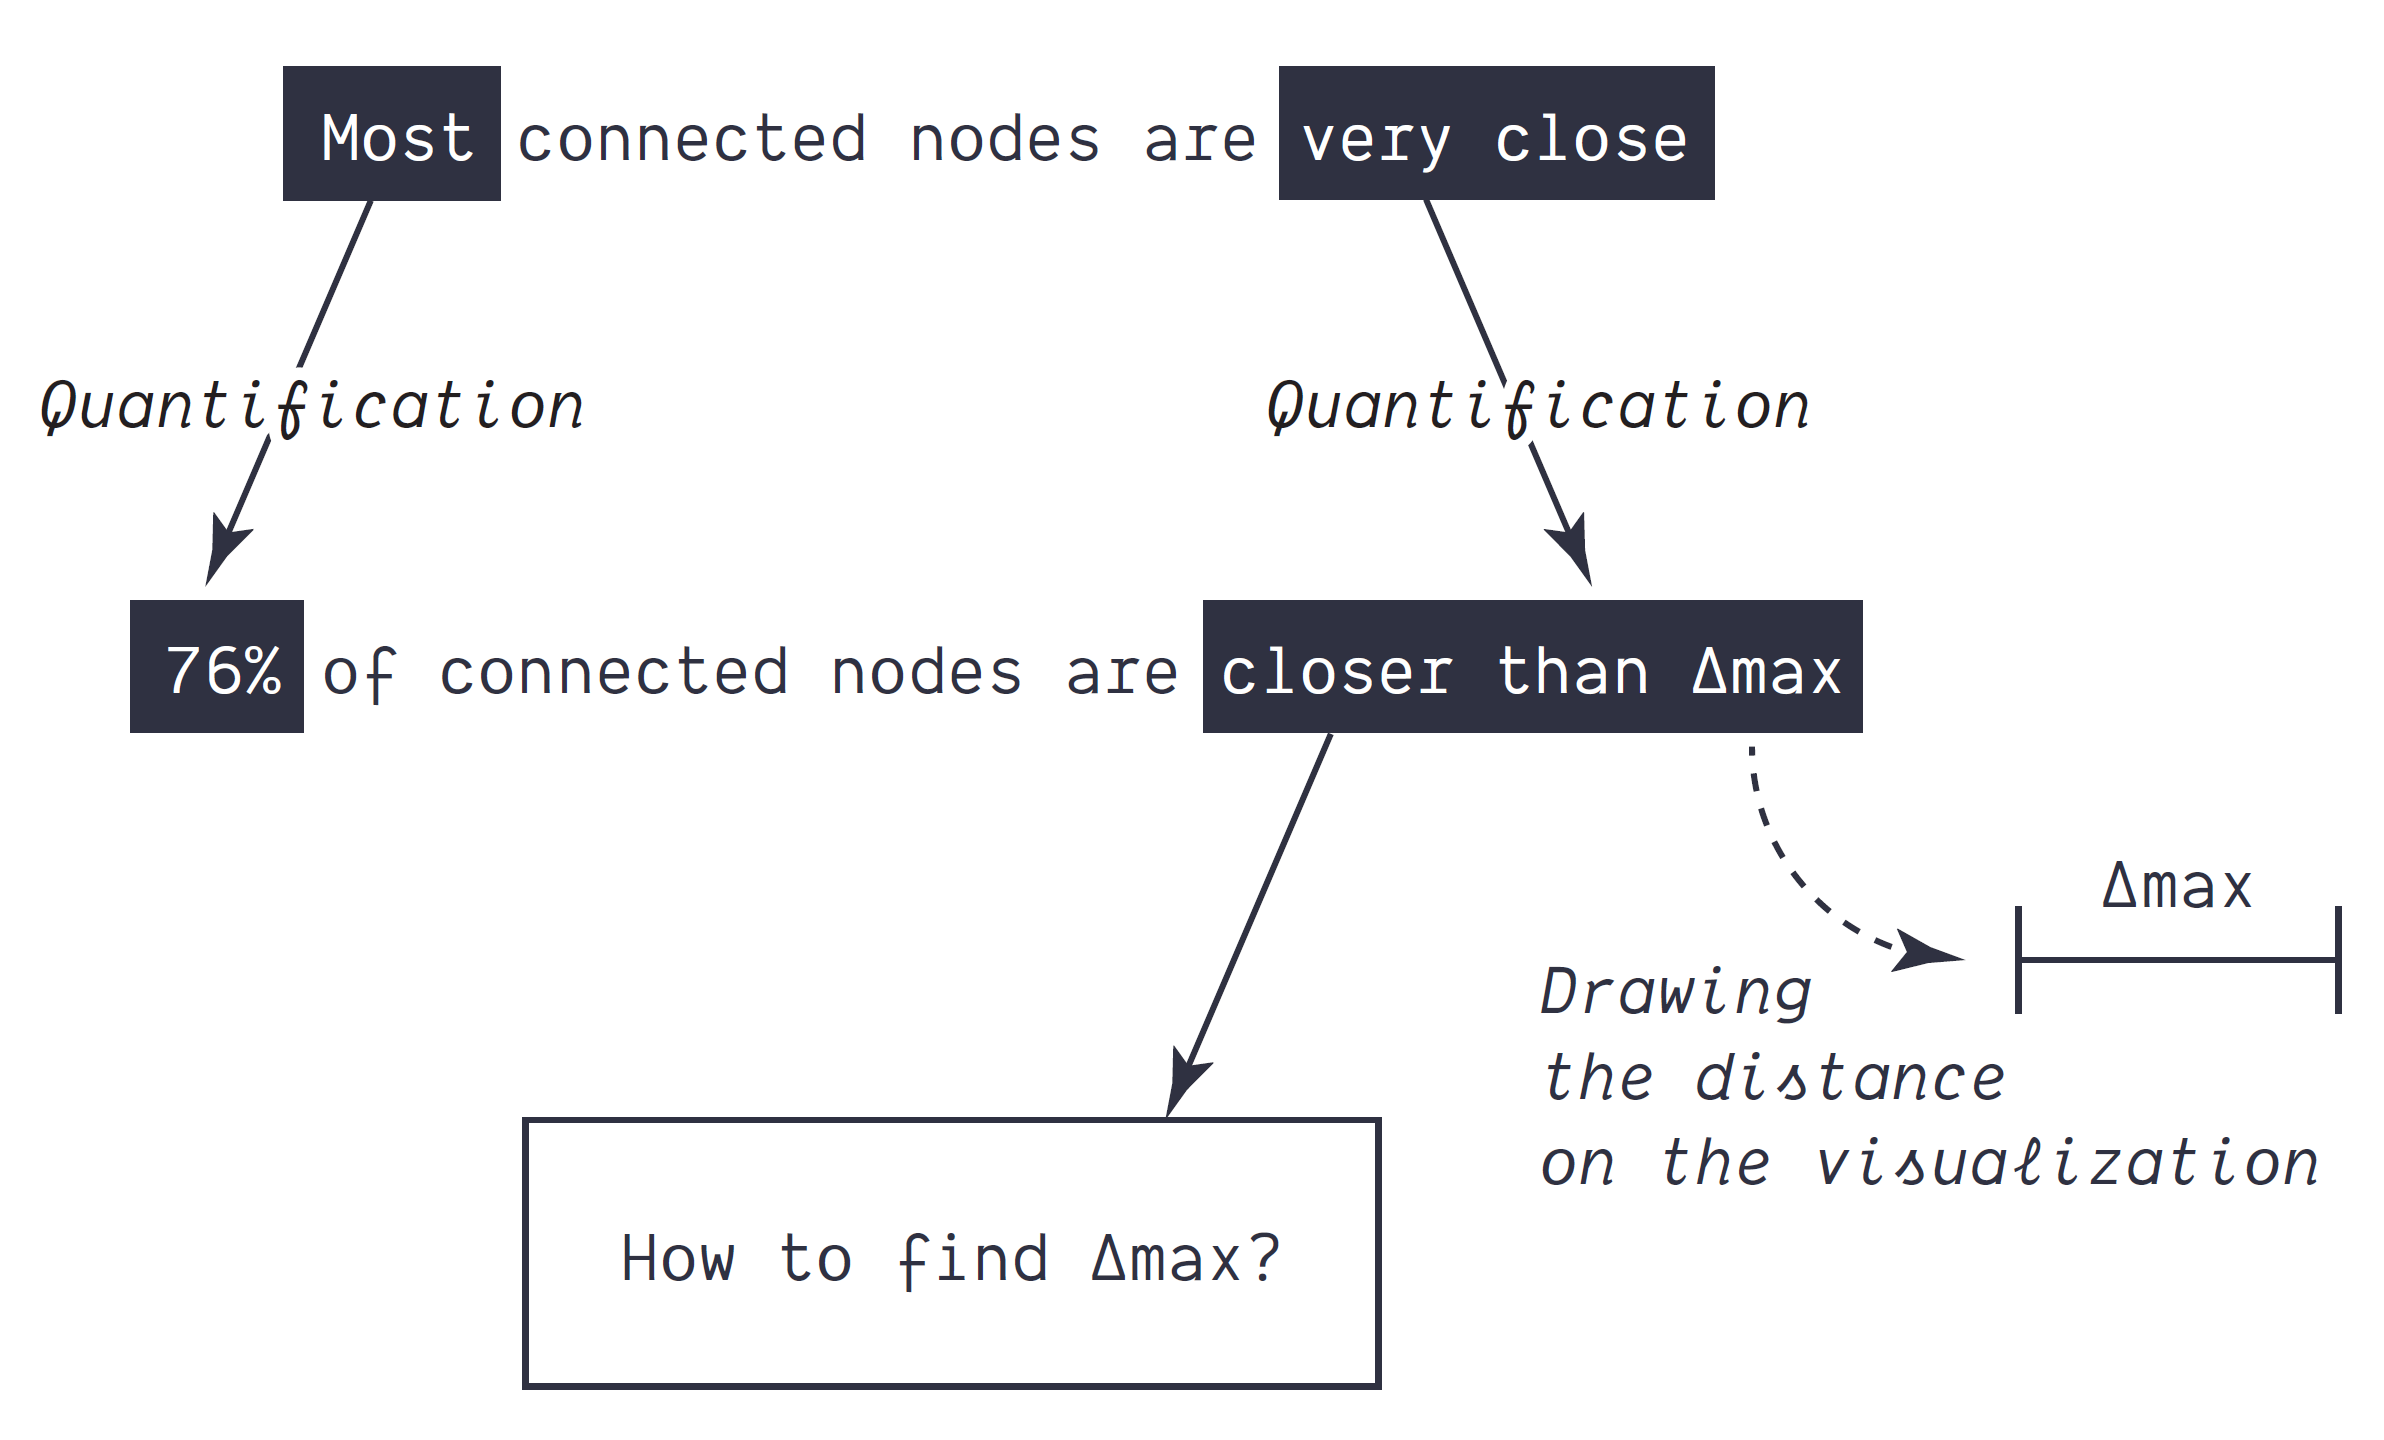 Most connected nodes are very close
Quantification Quantification
76% of connected nodes are closer than Δmax
Δmax
Drawing
the distance
on the visualization
How to find Δmax?